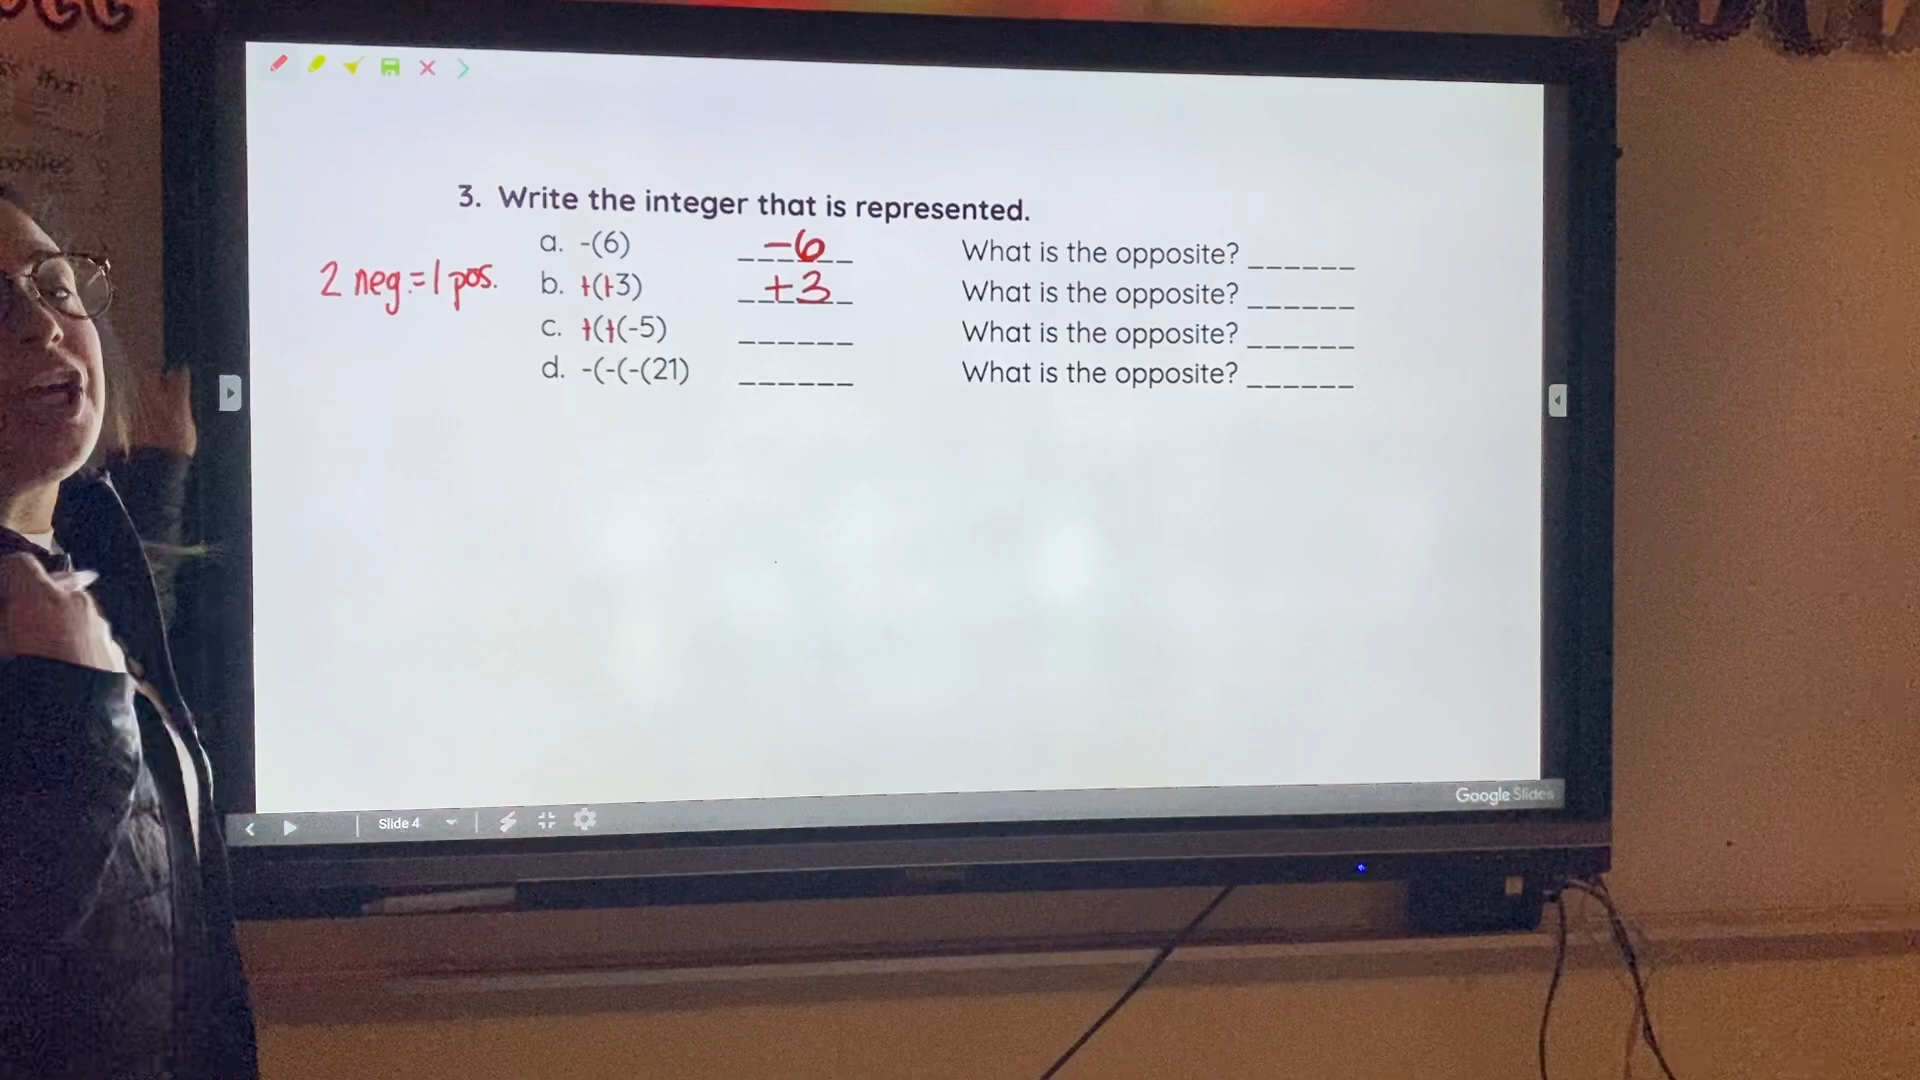 than
3. Write the integer that is represented.
a. -(6) −6 What is the opposite? ______
2 neg.=1 pos. b. +(+3) +3 What is the opposite? ______
c. +(+(-5) ______ What is the opposite? ______
d. -(-(-(21) ______ What is the opposite? ______
Google Slides
Slide 4